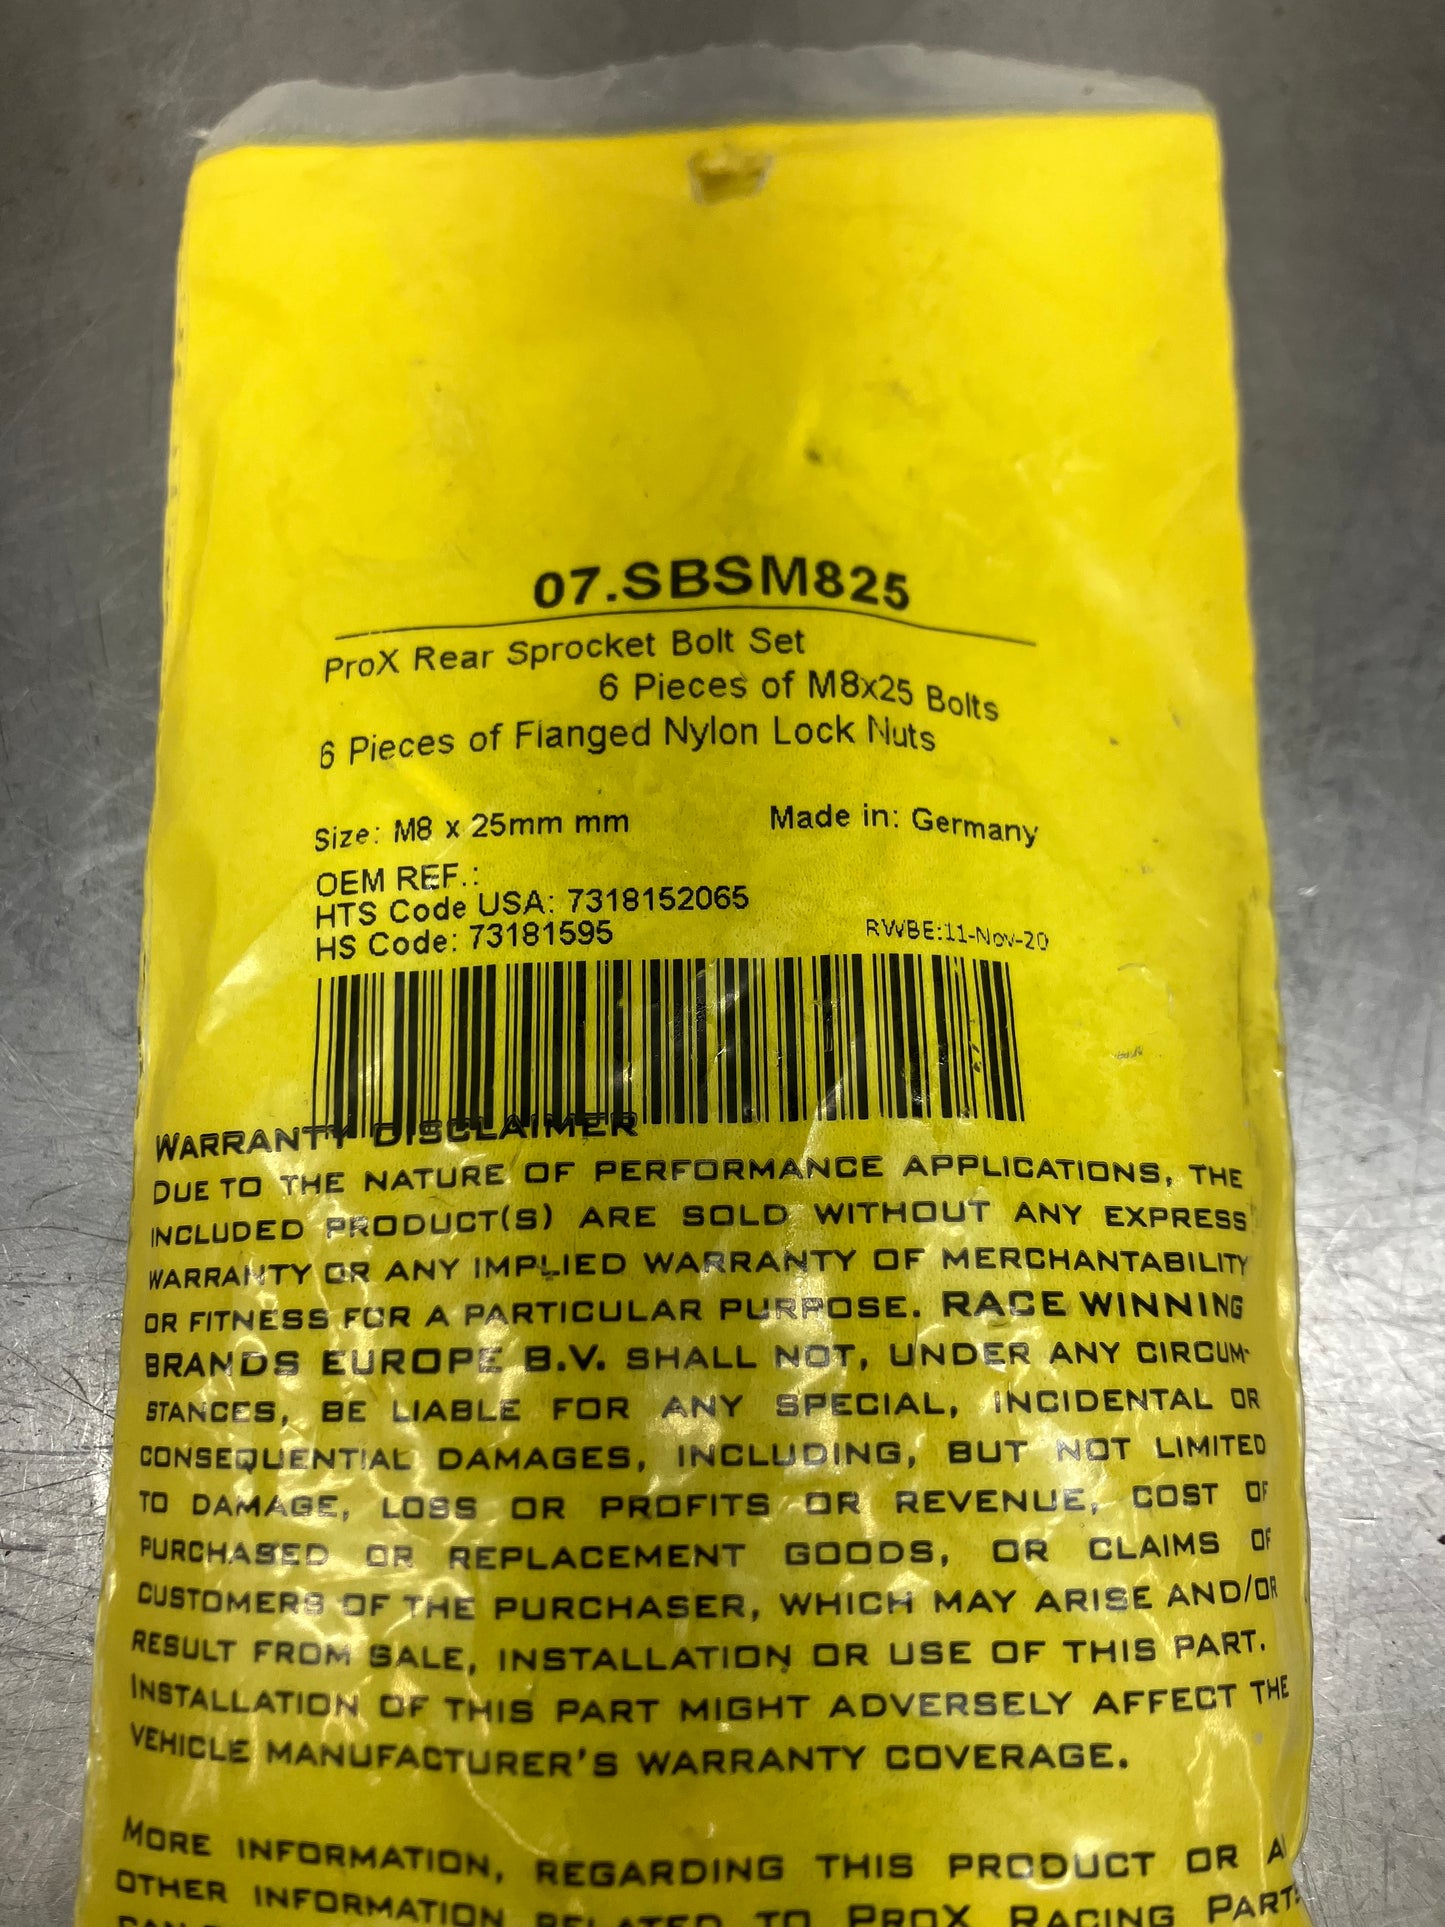 07.SBSM825
ProX Rear Sprocket Bolt Set
6 Pieces of M8x25 Bolts
6 Pieces of Flanged Nylon Lock Nuts
Size: M8 x 25mm mm Made in: Germany
OEM REF.:
HTS Code USA: 7318152065
HS Code: 73181595 RWBE:11-Nov-20
WARRANTY DISCLAIMER
DUE TO THE NATURE OF PERFORMANCE APPLICATIONS, THE
INCLUDED PRODUCT(S) ARE SOLD WITHOUT ANY EXPRESS
WARRANTY OR ANY IMPLIED WARRANTY OF MERCHANTABILITY
OR FITNESS FOR A PARTICULAR PURPOSE. RACE WINNING
BRANDS EUROPE B.V. SHALL NOT, UNDER ANY CIRCUM-
STANCES, BE LIABLE FOR ANY SPECIAL, INCIDENTAL OR
CONSEQUENTIAL DAMAGES, INCLUDING, BUT NOT LIMITED
TO DAMAGE, LOSS OR PROFITS OR REVENUE, COST OF
PURCHASED OR REPLACEMENT GOODS, OR CLAIMS OF
CUSTOMERS OF THE PURCHASER, WHICH MAY ARISE AND/OR
RESULT FROM SALE, INSTALLATION OR USE OF THIS PART.
INSTALLATION OF THIS PART MIGHT ADVERSELY AFFECT THE
VEHICLE MANUFACTURER'S WARRANTY COVERAGE.
MORE INFORMATION, REGARDING THIS PRODUCT OR
OTHER INFORMATION RELATED TO PROX RACING PARTS
CAN